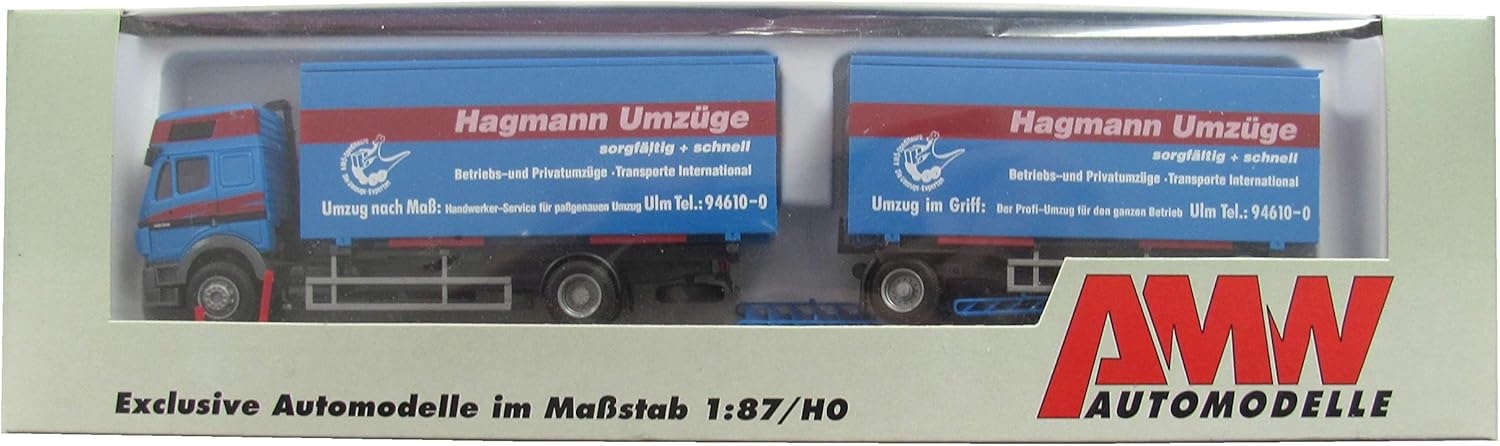 Hagmann Umzüge
sorgfältig + schnell
Betriebs-und Privatumzüge · Transporte International
Umzug nach Maß: Handwerker-Service für paßgenauen Umzug Ulm Tel.: 94610-0
Hagmann Umzüge
sorgfältig + schnell
Betriebs-und Privatumzüge · Transporte International
Umzug im Griff: Der Profi-Umzug für den ganzen Betrieb Ulm Tel.: 94610-0
AMW
AUTOMODELLE
Exclusive Automodelle im Maßstab 1:87/HO